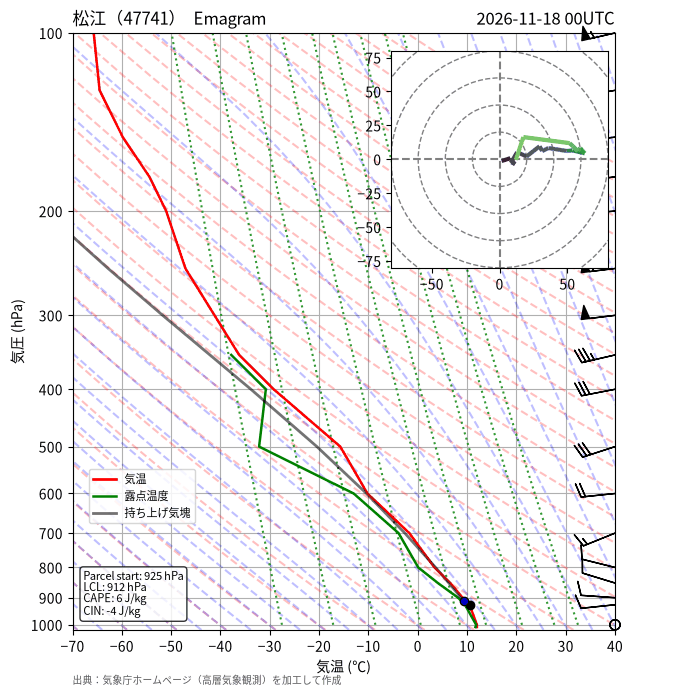 松江（47741） Emagram
2026-11-18 00UTC
100
200
300
400
500
600
700
800
900
1000
気圧 (hPa)
75
50
25
0
−25
−50
−75
−50
0
50
気温
露点温度
持ち上げ気塊
Parcel start: 925 hPa
LCL: 912 hPa
CAPE: 6 J/kg
CIN: -4 J/kg
−70
−60
−50
−40
−30
−20
−10
0
10
20
30
40
気温 (℃)
出典：気象庁ホームページ（高層気象観測）を加工して作成